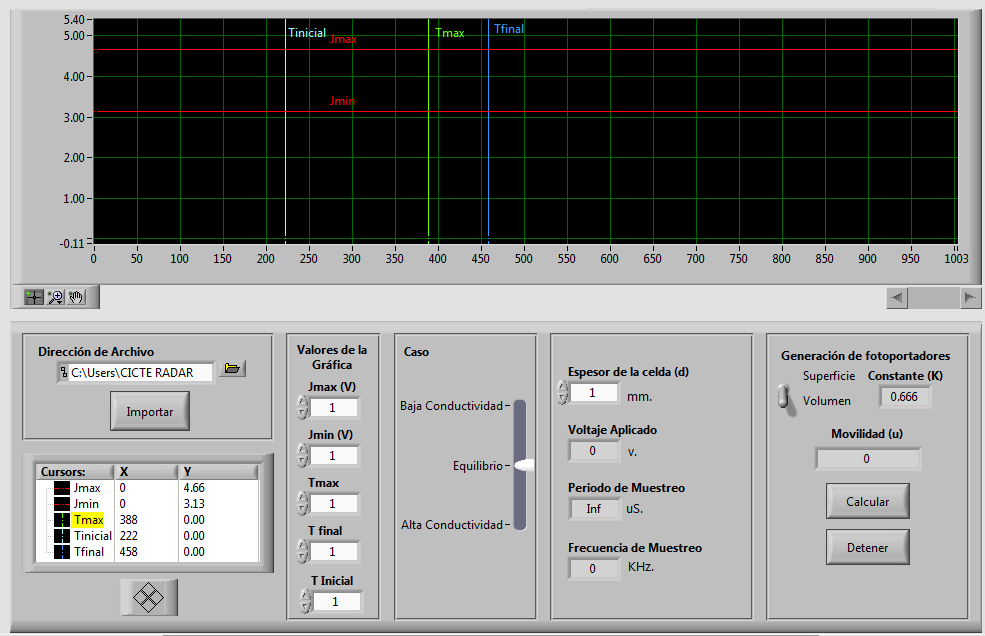 5.40
5.00
4.00
3.00
2.00
1.00
-0.11
Tinicial
Jmax
Tmax
Tfinal
Jmin
0 50 100 150 200 250 300 350 400 450 500 550 600 650 700 750 800 850 900 950 1003
Dirección de Archivo
C:\Users\CICTE RADAR
Importar
Cursors: X Y
Jmax 0 4.66
Jmin 0 3.13
Tmax 388 0.00
Tinicial 222 0.00
Tfinal 458 0.00
Valores de la
Gráfica
Jmax (V)
1
Jmin (V)
1
Tmax
1
T final
1
T Inicial
1
Caso
Baja Conductividad
Equilibrio
Alta Conductividad
Espesor de la celda (d)
1 mm.
Voltaje Aplicado
0 v.
Periodo de Muestreo
Inf uS.
Frecuencia de Muestreo
0 KHz.
Generación de fotoportadores
Superficie Constante (K)
Volumen 0.666
Movilidad (u)
0
Calcular
Detener